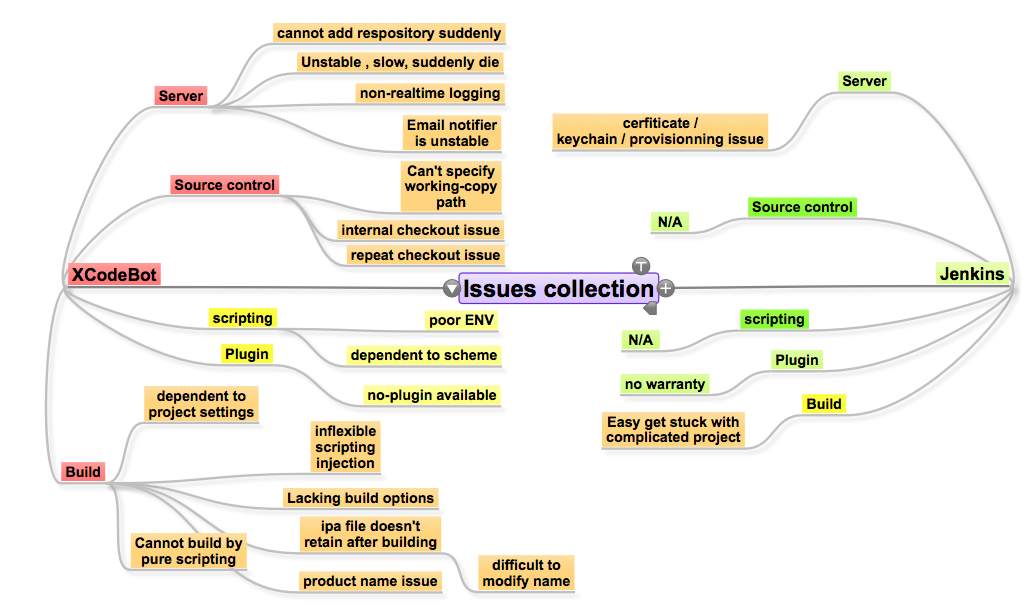 cannot add respository suddenly
Unstable , slow, suddenly die
non-realtime logging
Server
Email notifier
is unstable
Can't specify
working-copy
path
Source control
internal checkout issue
repeat checkout issue
XCodeBot
Issues collection
scripting
poor ENV
dependent to scheme
Plugin
no-plugin available
dependent to
project settings
inflexible
scripting
injection
Build
Lacking build options
ipa file doesn't
retain after building
Cannot build by
pure scripting
difficult to
modify name
product name issue
Server
cerfiticate /
keychain / provisionning issue
Source control
N/A
Jenkins
scripting
N/A
Plugin
no warranty
Build
Easy get stuck with
complicated project